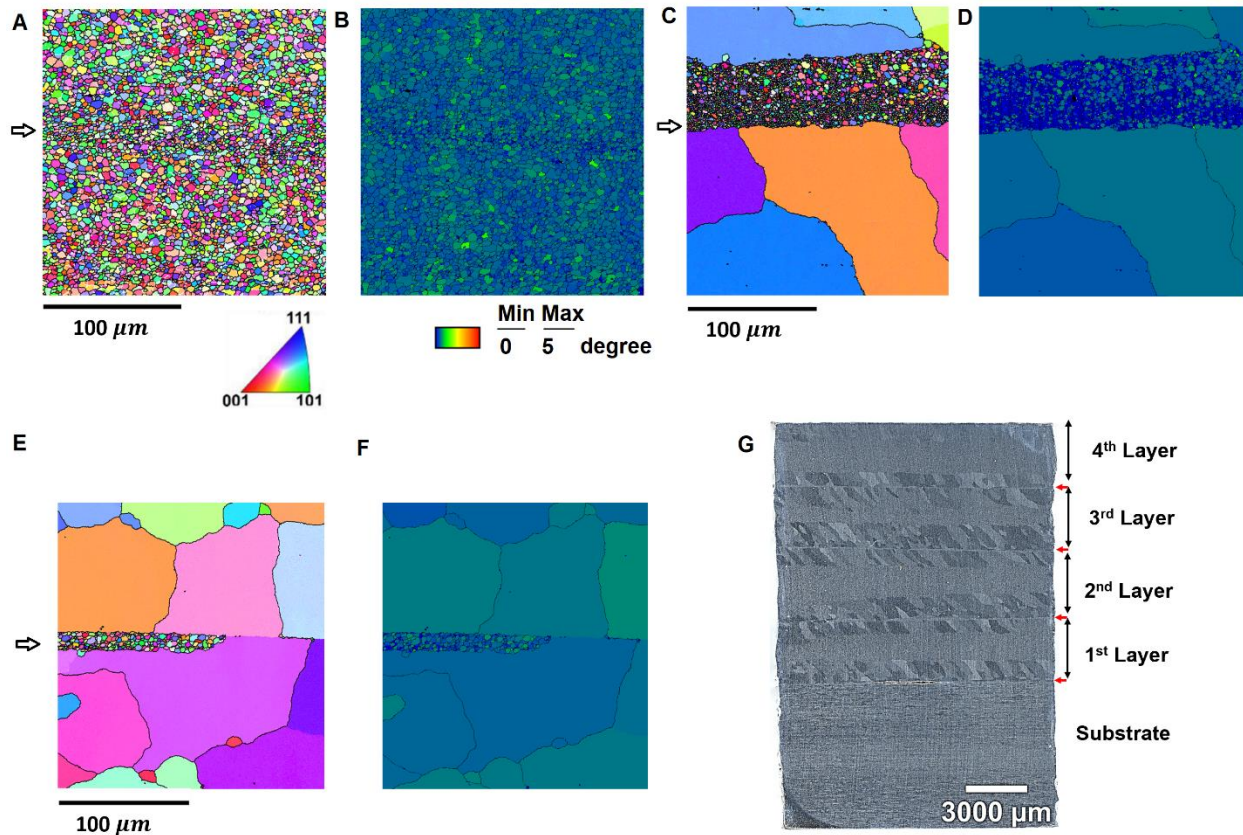 A
B
C
D
100 μm
111
001
101
Min Max
0 5 degree
100 μm
E
F
G
100 μm
4th Layer
3rd Layer
2nd Layer
1st Layer
Substrate
3000 μm